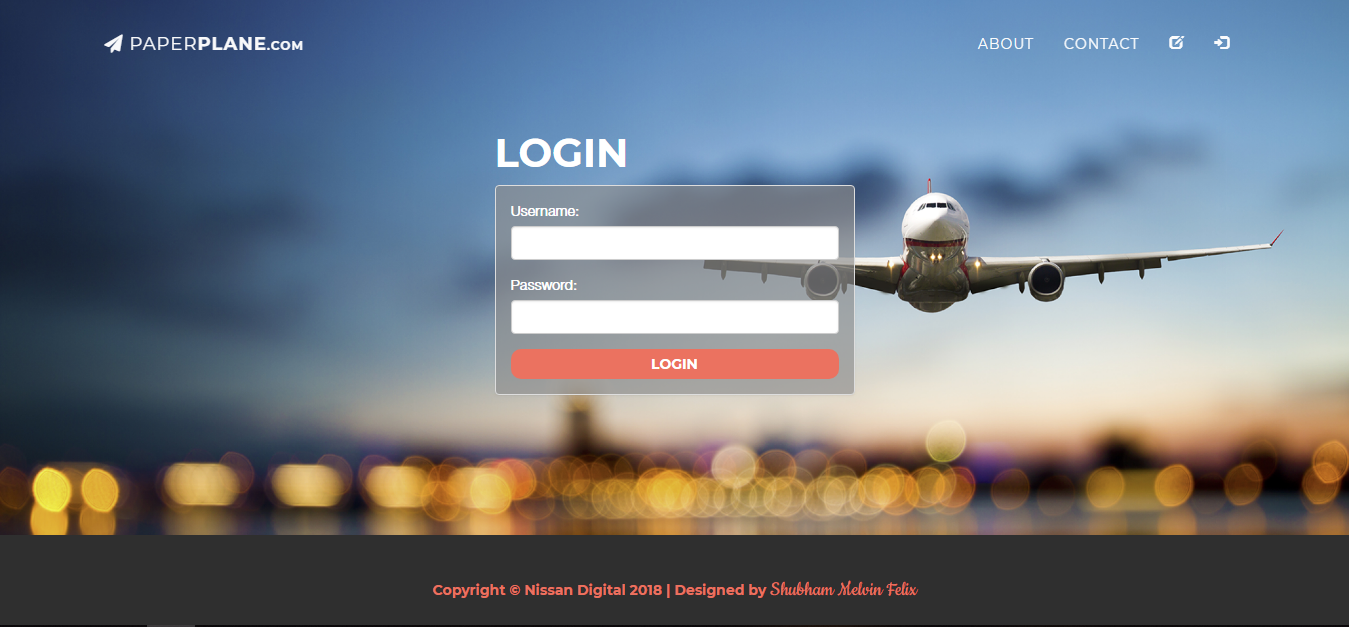 PAPERPLANE.COM
ABOUT CONTACT
LOGIN
Username:
Password:
LOGIN
Copyright © Nissan Digital 2018 | Designed by Shubham Melvin Felix